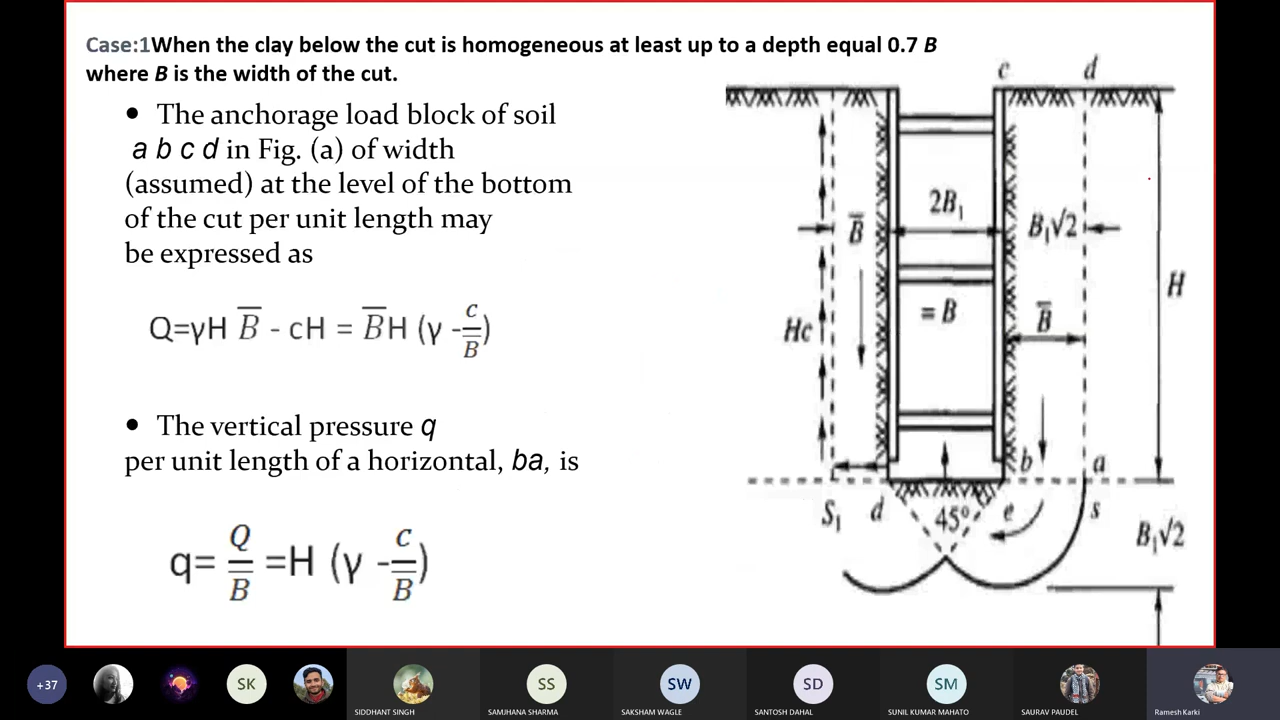 Case:1When the clay below the cut is homogeneous at least up to a depth equal 0.7 B
where B is the width of the cut.
• The anchorage load block of soil
a b c d in Fig. (a) of width
(assumed) at the level of the bottom
of the cut per unit length may
be expressed as
Q=γH B̅ - cH = B̅H (γ - c/B̅)
• The vertical pressure q
per unit length of a horizontal, ba, is
q= Q/B̅ =H (γ - c/B̅)
c d
2B₁
B̅
B₁√2
H
= B
B̅
Hc
b a
S₁ d 45° e s
B₁√2
+37
SK
SS
SW
SD
SM
SIDDHANT SINGH
SAMJHANA SHARMA
SAKSHAM WAGLE
SANTOSH DAHAL
SUNIL KUMAR MAHATO
SAURAV PAUDEL
Ramesh Karki